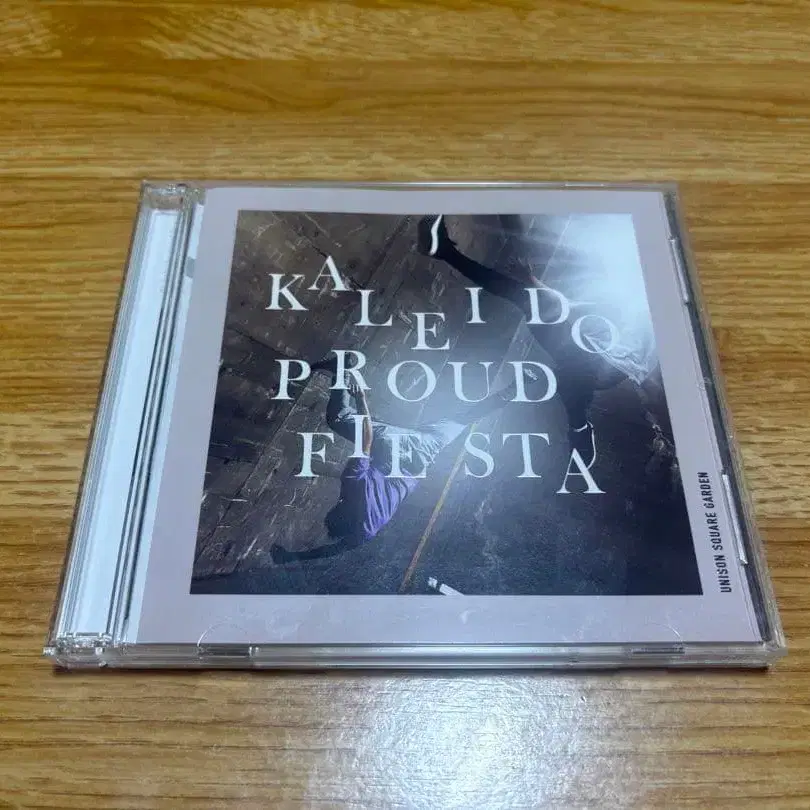 KALEIDO
PROUD
FIESTA
UNISON SQUARE GARDEN